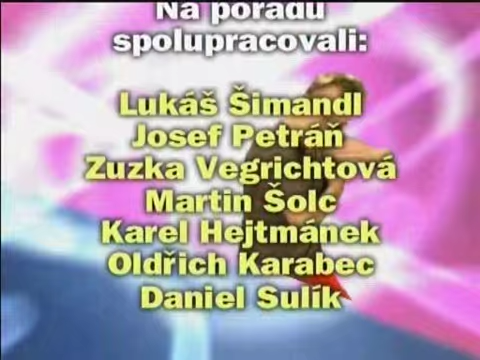 Na pořadu
spolupracovali:
Lukáš Šimandl
Josef Petráň
Zuzka Vegrichtová
Martin Šolc
Karel Hejtmánek
Oldřich Karabec
Daniel Sulík